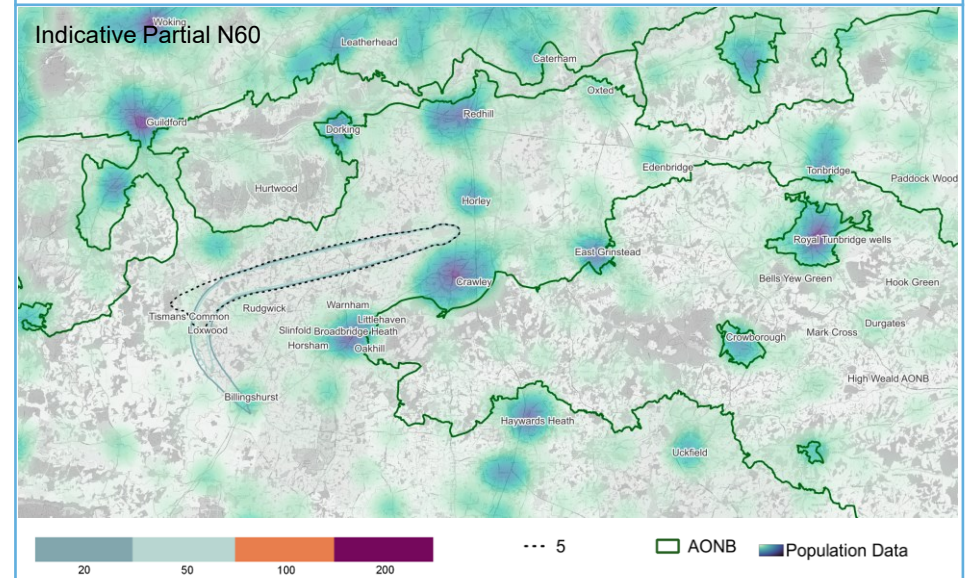 Woking
Indicative Partial N60
Leatherhead
Caterham
Oxted
Redhill
Guildford
Dorking
Edenbridge
Tonbridge
Paddock Wood
Hurtwood
Horley
Royal Tunbridge wells
East Grinstead
Crawley
Bells Yew Green
Hook Green
Warnham
Rudgwick
Tismans Common
Littlehaven
Loxwood
Slinfold
Broadbridge Heath
Durgates
Mark Cross
Crowborough
Horsham
Oakhill
High Weald AONB
Billingshurst
Haywards Heath
Uckfield
5
AONB
Population Data
20
50
100
200